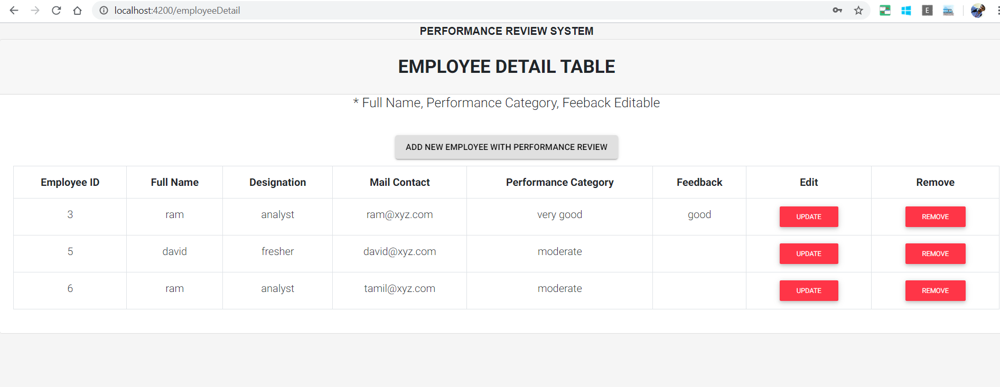 localhost:4200/employeeDetail
E
PERFORMANCE REVIEW SYSTEM
EMPLOYEE DETAIL TABLE
* Full Name, Performance Category, Feeback Editable
ADD NEW EMPLOYEE WITH PERFORMANCE REVIEW
Employee ID Full Name Designation Mail Contact Performance Category Feedback Edit Remove
3 ram analyst ram@xyz.com very good good UPDATE REMOVE
5 david fresher david@xyz.com moderate UPDATE REMOVE
6 ram analyst tamil@xyz.com moderate UPDATE REMOVE